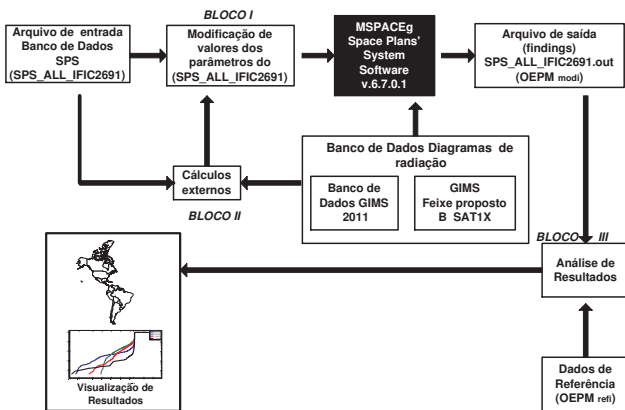 BLOCO I
Arquivo de entrada
Banco de Dados
SPS
(SPS_ALL_IFIC2691)
Modificação de
valores dos
parâmetros do
(SPS_ALL_IFIC2691)
MSPACEg
Space Plans'
System
Software
v.6.7.0.1
Arquivo de saída
(findings)
SPS_ALL_IFIC2691.out
(OEPM modi)
Cálculos
externos
BLOCO II
Banco de Dados Diagramas de
radiação
Banco de
Dados GIMS
2011
GIMS
Feixe proposto
B SAT1X
BLOCO III
Análise de
Resultados
Visualização de
Resultados
Dados de
Referência
(OEPM refi)